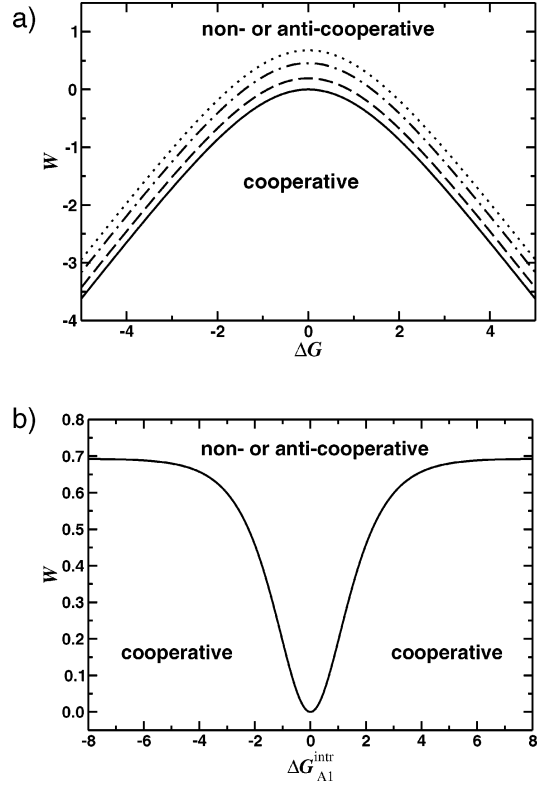 a)
non- or anti-cooperative
cooperative
W
1
0
-1
-2
-3
-4
-4 -2 0 2 4
ΔG
b)
non- or anti-cooperative
cooperative cooperative
W
0.8
0.7
0.6
0.5
0.4
0.3
0.2
0.1
0.0
-8 -6 -4 -2 0 2 4 6 8
ΔG intr A1